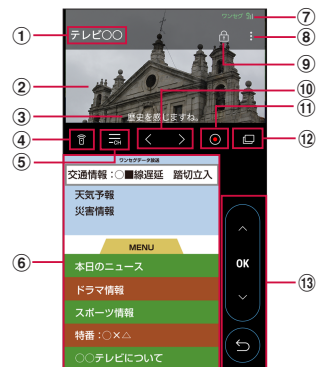 ワンセグ
テレビ○○
歴史を感じますね。
CH
ワンセグデータ放送
交通情報：○■線遅延　踏切立入
天気予報
災害情報
MENU
本日のニュース
ドラマ情報
スポーツ情報
特番：○×△
○○テレビについて
OK
①
②
③
④
⑤
⑥
⑦
⑧
⑨
⑩
⑪
⑫
⑬